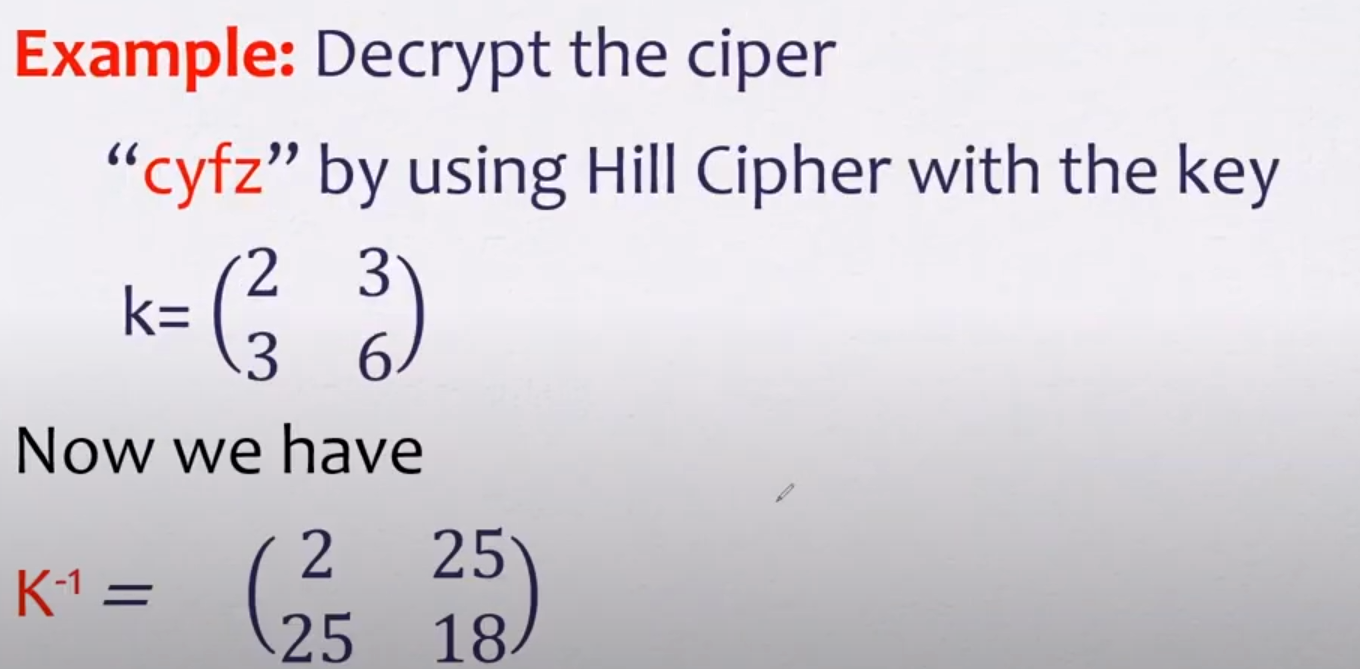 Example: Decrypt the ciper
“cyfz” by using Hill Cipher with the key
k= (2 3
3 6)
Now we have
K⁻¹ = (2 25
25 18)